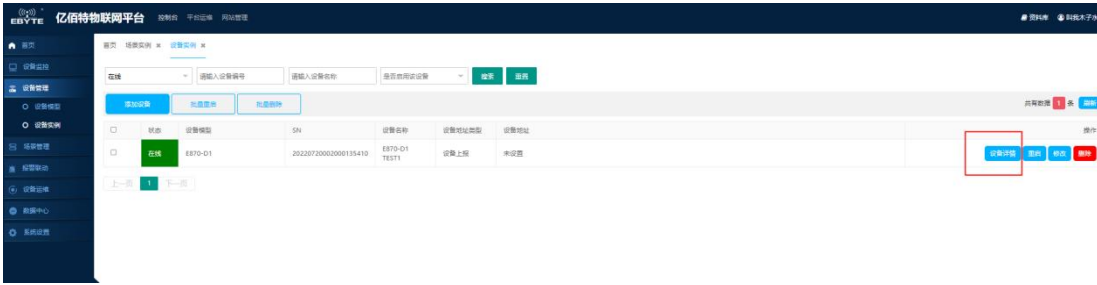 EBYTE 亿佰特物联网平台 控制台 平台运维 网站管理 资料库
首页 首页 场景实例 × 设备实例 ×
设备监控
在线 请输入设备编号 请输入设备名称 是否启用该设备 搜索 重置
设备管理
设备模型 添加设备 批量重启 批量删除 共有数据 1 条 刷新
设备实例 状态 设备模型 SN 设备名称 设备地址类型 设备地址 操作
场景管理 在线 E870-D1 20220720002000135410 E870-D1 设备上报 未设置 设备详情 重启 修改 删除
TEST1
报警联动
设备运维 上一页 1 下一页
数据中心
系统设置